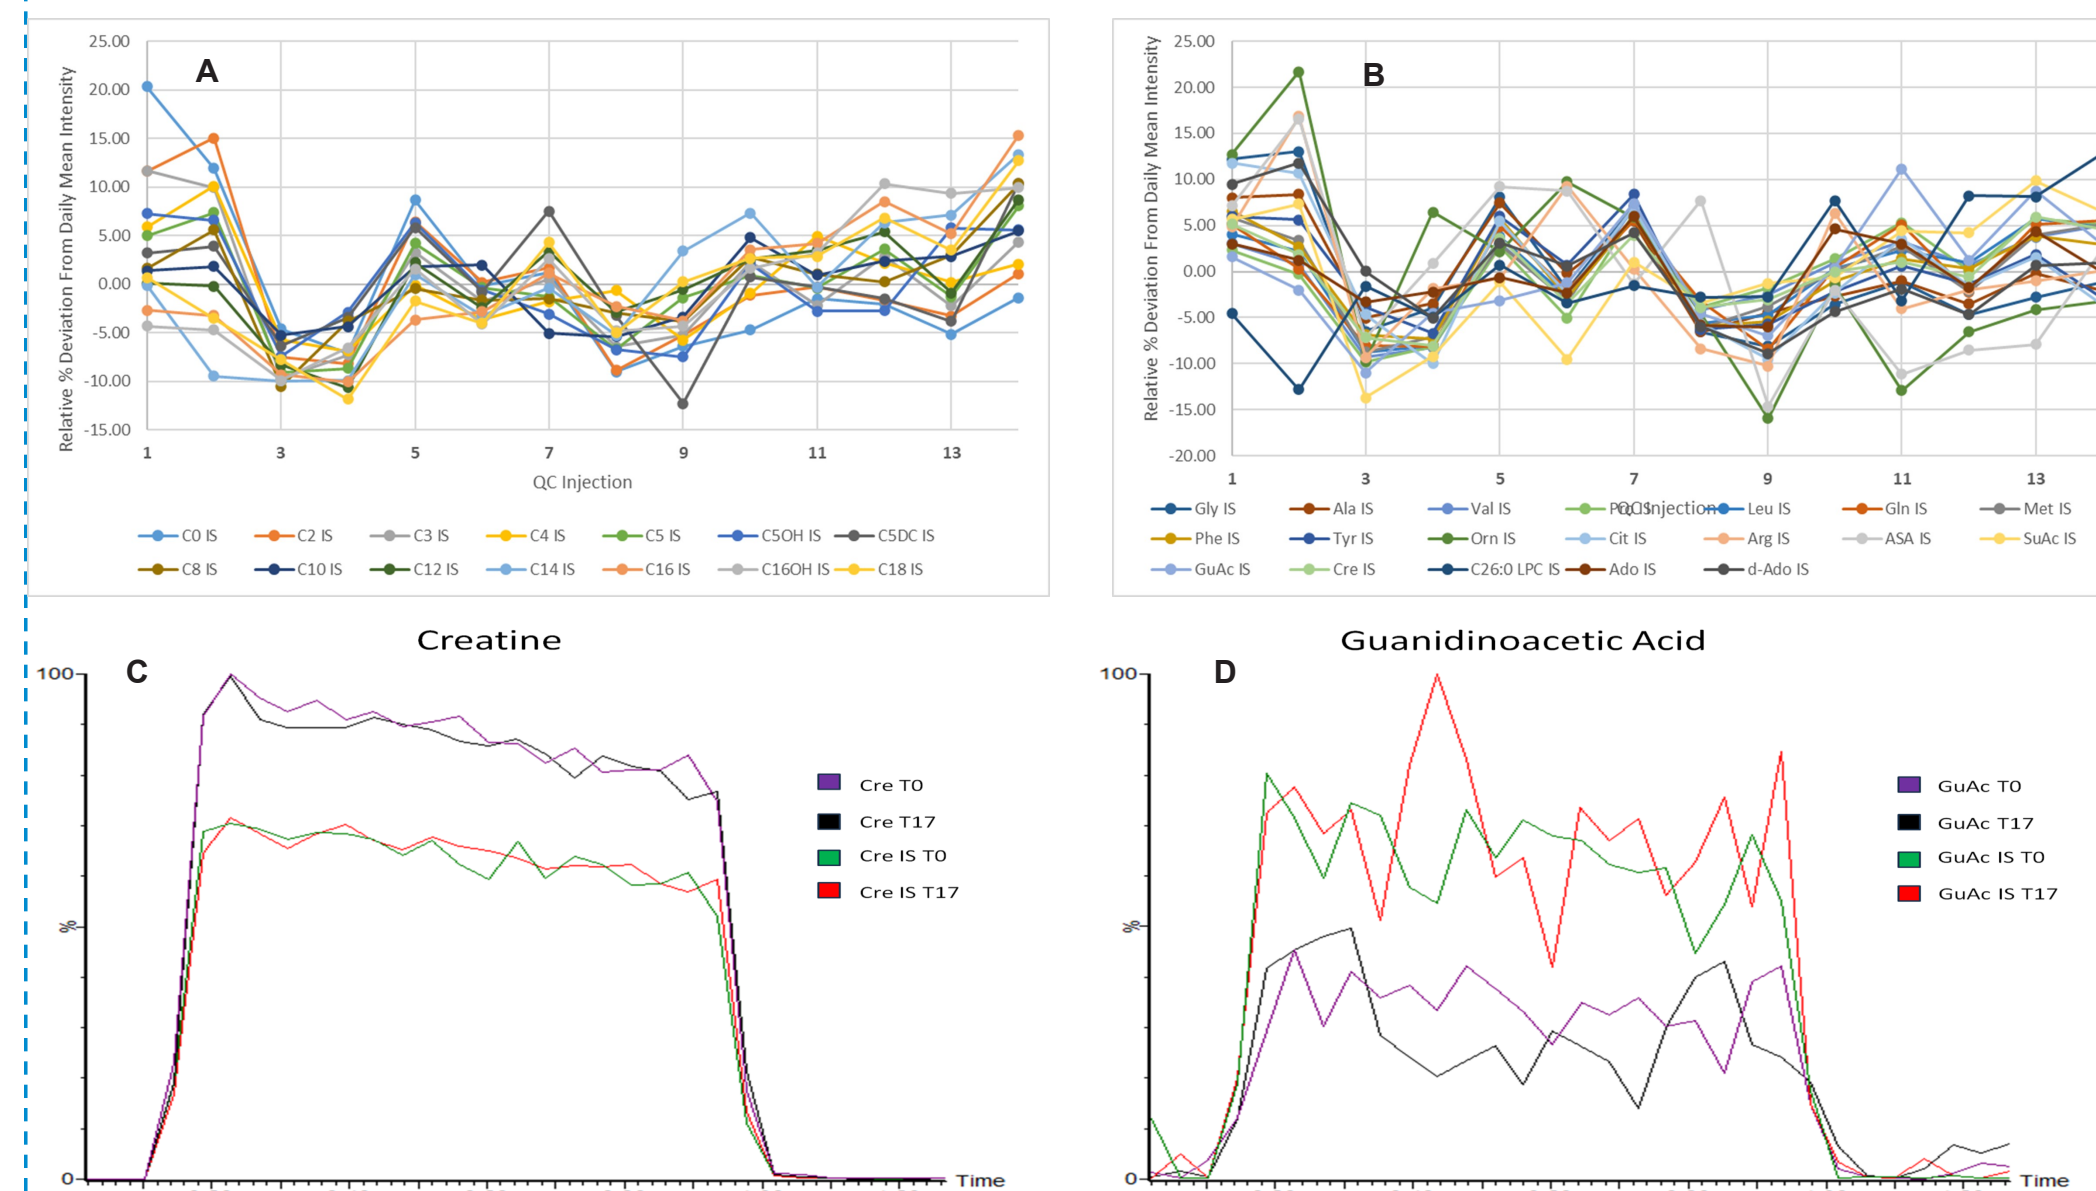 A
Relative % Deviation From Daily Mean Intensity
25.00
20.00
15.00
10.00
5.00
0.00
-5.00
-10.00
-15.00
1 3 5 7 9 11 13
QC Injection
C0 IS C2 IS C3 IS C4 IS C5 IS C5OH IS C5DC IS
C8 IS C10 IS C12 IS C14 IS C16 IS C16OH IS C18 IS
B
Relative % Deviation From Daily Mean Intensity
25.00
20.00
15.00
10.00
5.00
0.00
-5.00
-10.00
-15.00
-20.00
1 3 5 7 9 11 13
QC Injection
Gly IS Ala IS Val IS Pro IS Leu IS Gln IS Met IS
Phe IS Tyr IS Orn IS Cit IS Arg IS ASA IS SuAc IS
GuAc IS Cre IS C26:0 LPC IS Ado IS d-Ado IS
Creatine
C
100
%
0
Cre T0
Cre T17
Cre IS T0
Cre IS T17
Time
Guanidinoacetic Acid
D
100
%
0
GuAc T0
GuAc T17
GuAc IS T0
GuAc IS T17
Time